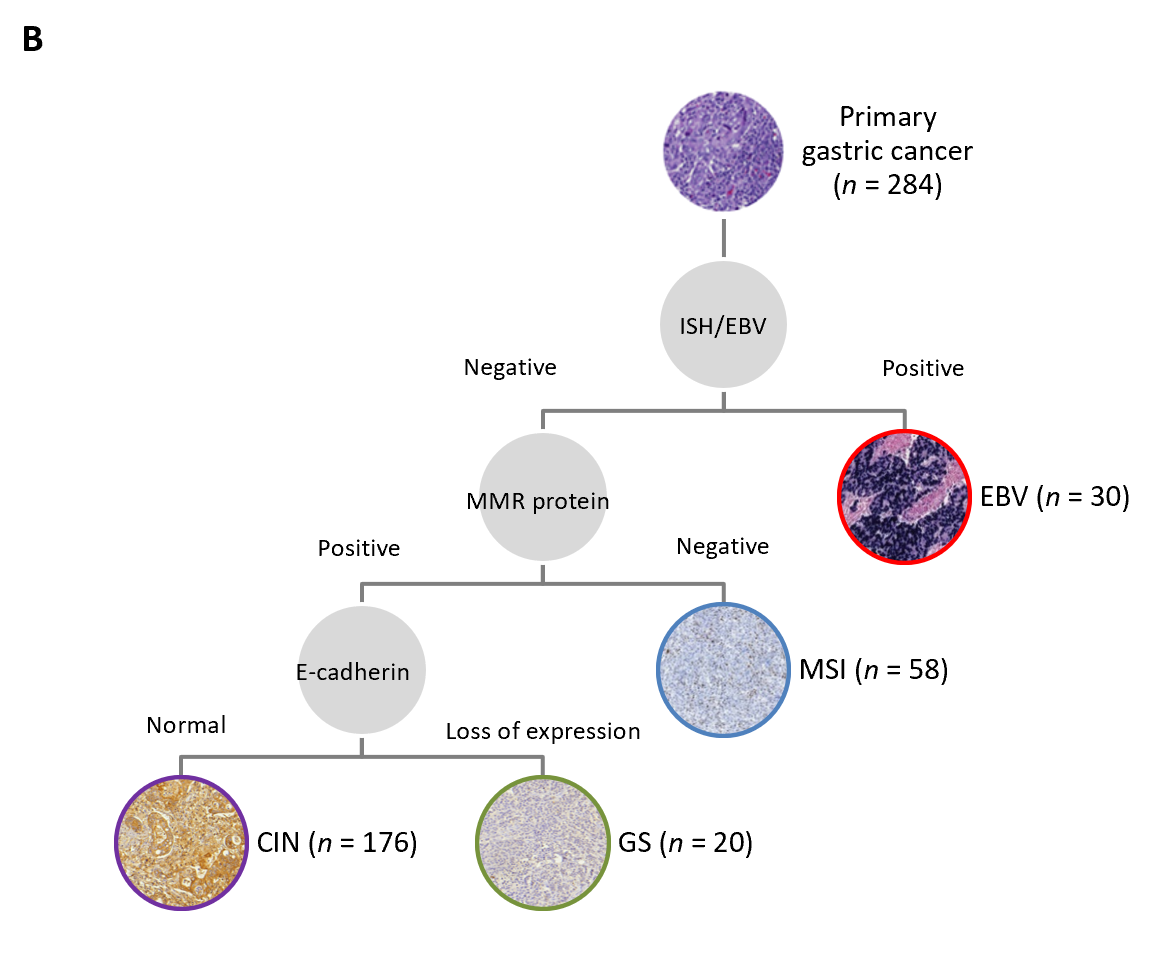 B
Primary
gastric cancer
(n = 284)
ISH/EBV
Negative
Positive
MMR protein
EBV (n = 30)
Positive
Negative
E-cadherin
MSI (n = 58)
Normal
Loss of expression
CIN (n = 176)
GS (n = 20)